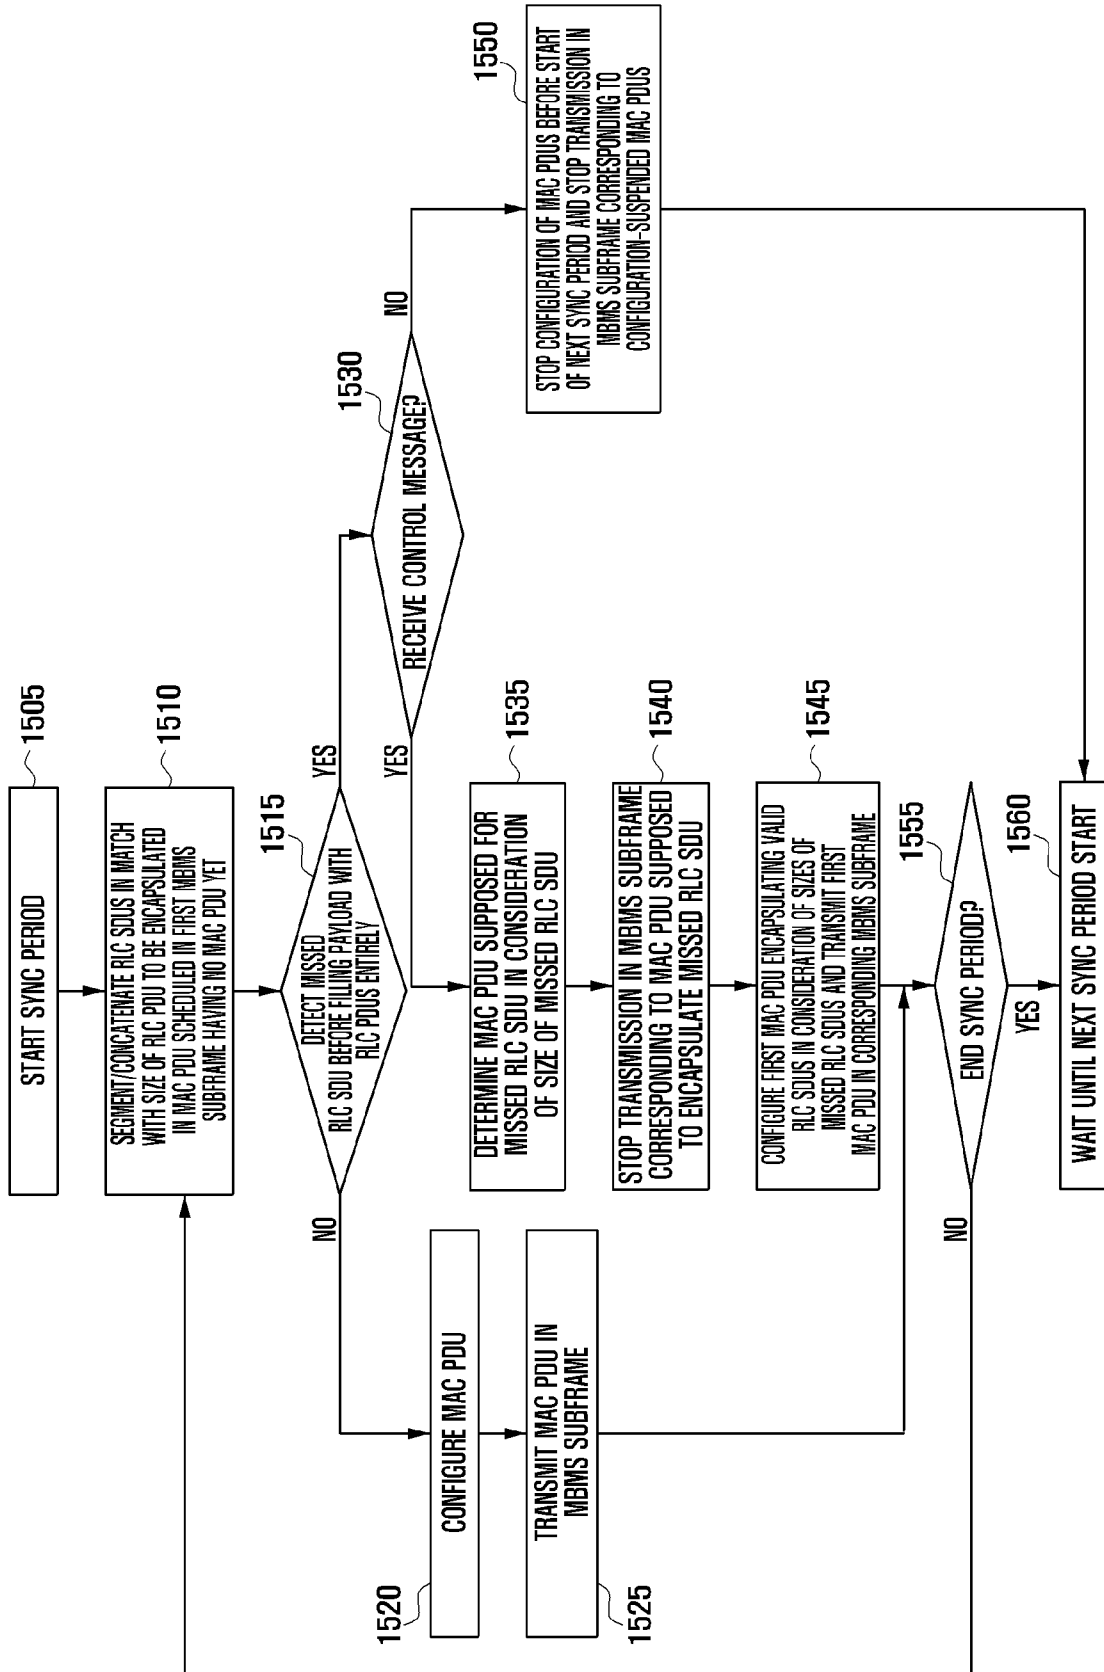 1505
START SYNC PERIOD
1510
SEGMENT/CONCATENATE RLC SDUS IN MATCH
WITH SIZE OF RLC PDU TO BE ENCAPSULATED
IN MAC PDU SCHEDULED IN FIRST MBMS
SUBFRAME HAVING NO MAC PDU YET
1515
DETECT MISSED
RLC SDU BEFORE FILING PAYLOAD WITH
RLC PDUS ENTIRELY
NO
YES
1520
CONFIGURE MAC PDU
1525
TRANSMIT MAC PDU IN
MBMS SUBFRAME
1530
RECEIVE CONTROL MESSAGE?
YES
NO
1535
DETERMINE MAC PDU SUPPOSED FOR
MISSED RLC SDU IN CONSIDERATION
OF SIZE OF MISSED RLC SDU
1540
STOP TRANSMISSION IN MBMS SUBFRAME
CORRESPONDING TO MAC PDU SUPPOSED
TO ENCAPSULATE MISSED RLC SDU
1545
CONFIGURE FIRST MAC PDU ENCAPSULATING VALID
RLC SDUS IN CONSIDERATION OF SIZES OF
MISSED RLC SDUS AND TRANSMIT FIRST
MAC PDU IN CORRESPONDING MBMS SUBFRAME
1550
STOP CONFIGURATION OF MAC PDUS BEFORE START
OF NEXT SYNC PERIOD AND STOP TRANSMISSION IN
MBMS SUBFRAME CORRESPONDING TO
CONFIGURATION-SUSPENDED MAC PDUS
1555
END SYNC PERIOD?
NO
YES
1560
WAIT UNTIL NEXT SYNC PERIOD START